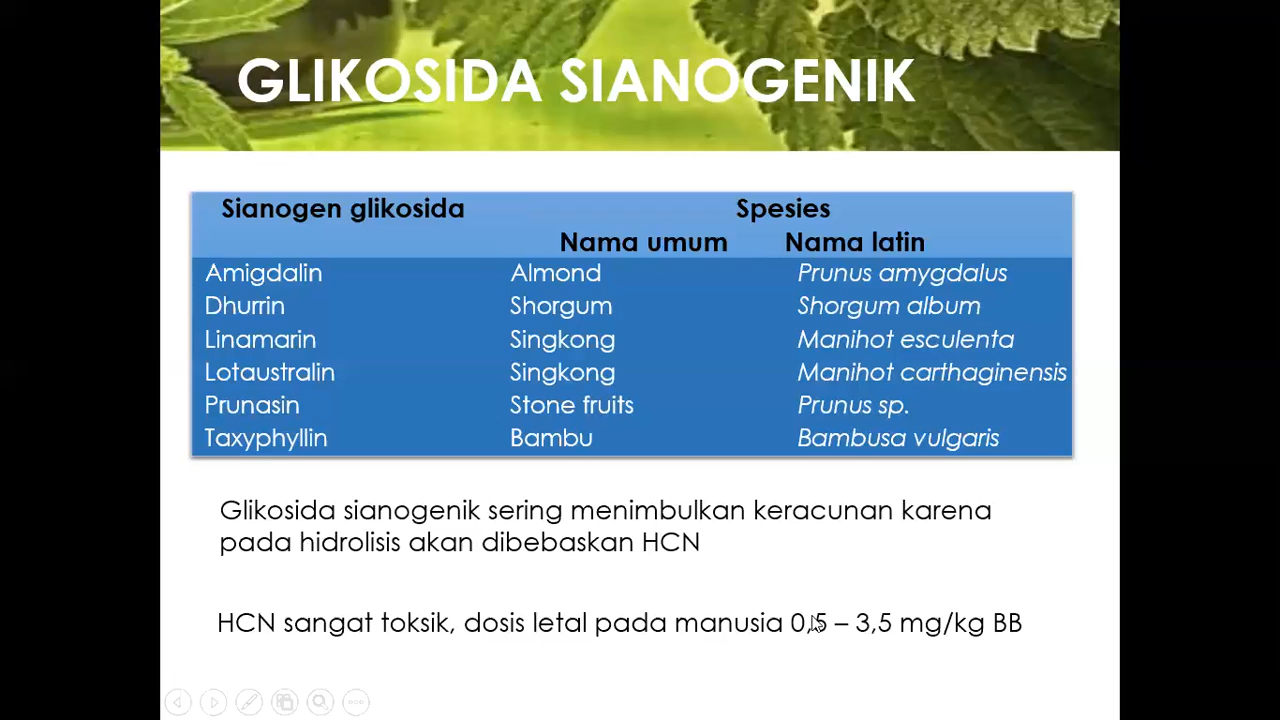 GLIKOSIDA SIANOGENIK
Sianogen glikosida Spesies
Nama umum Nama latin
Amigdalin Almond Prunus amygdalus
Dhurrin Shorgum Shorgum album
Linamarin Singkong Manihot esculenta
Lotaustralin Singkong Manihot carthaginensis
Prunasin Stone fruits Prunus sp.
Taxyphyllin Bambu Bambusa vulgaris
Glikosida sianogenik sering menimbulkan keracunan karena
pada hidrolisis akan dibebaskan HCN
HCN sangat toksik, dosis letal pada manusia 0,5 – 3,5 mg/kg BB